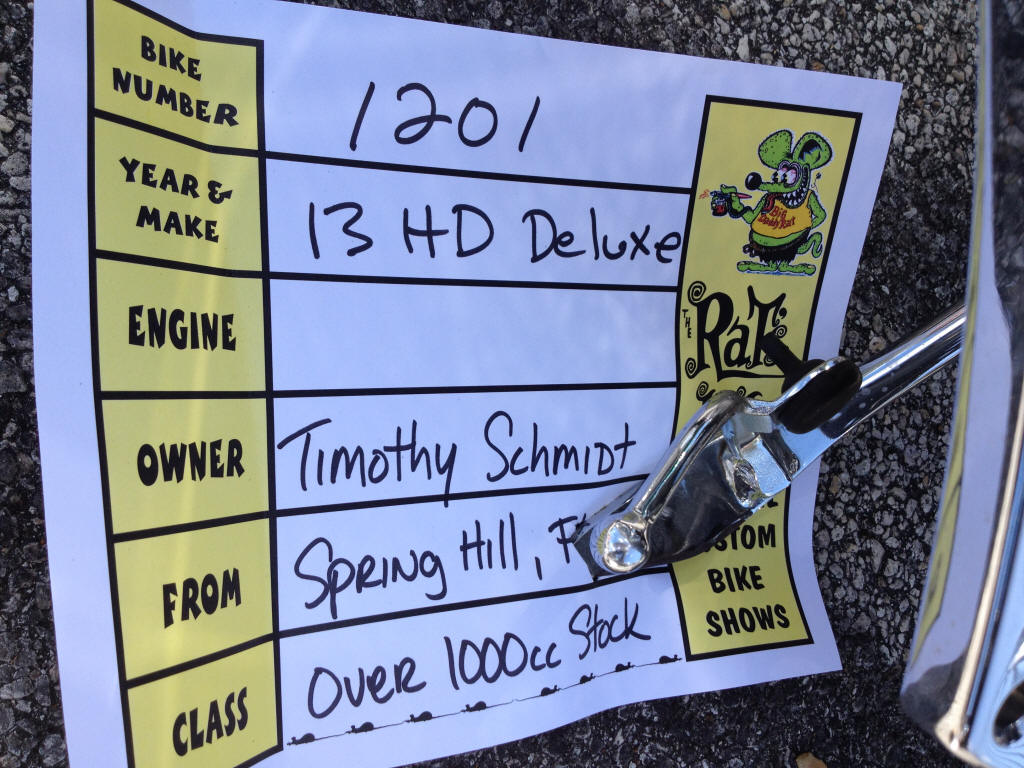 BIKE
NUMBER
1201
YEAR &
MAKE
13 HD Deluxe
ENGINE
OWNER
Timothy Schmidt
FROM
Spring Hill,
CLASS
Over 1000cc Stock
THE
RaT'S
BIKE
SHOWS